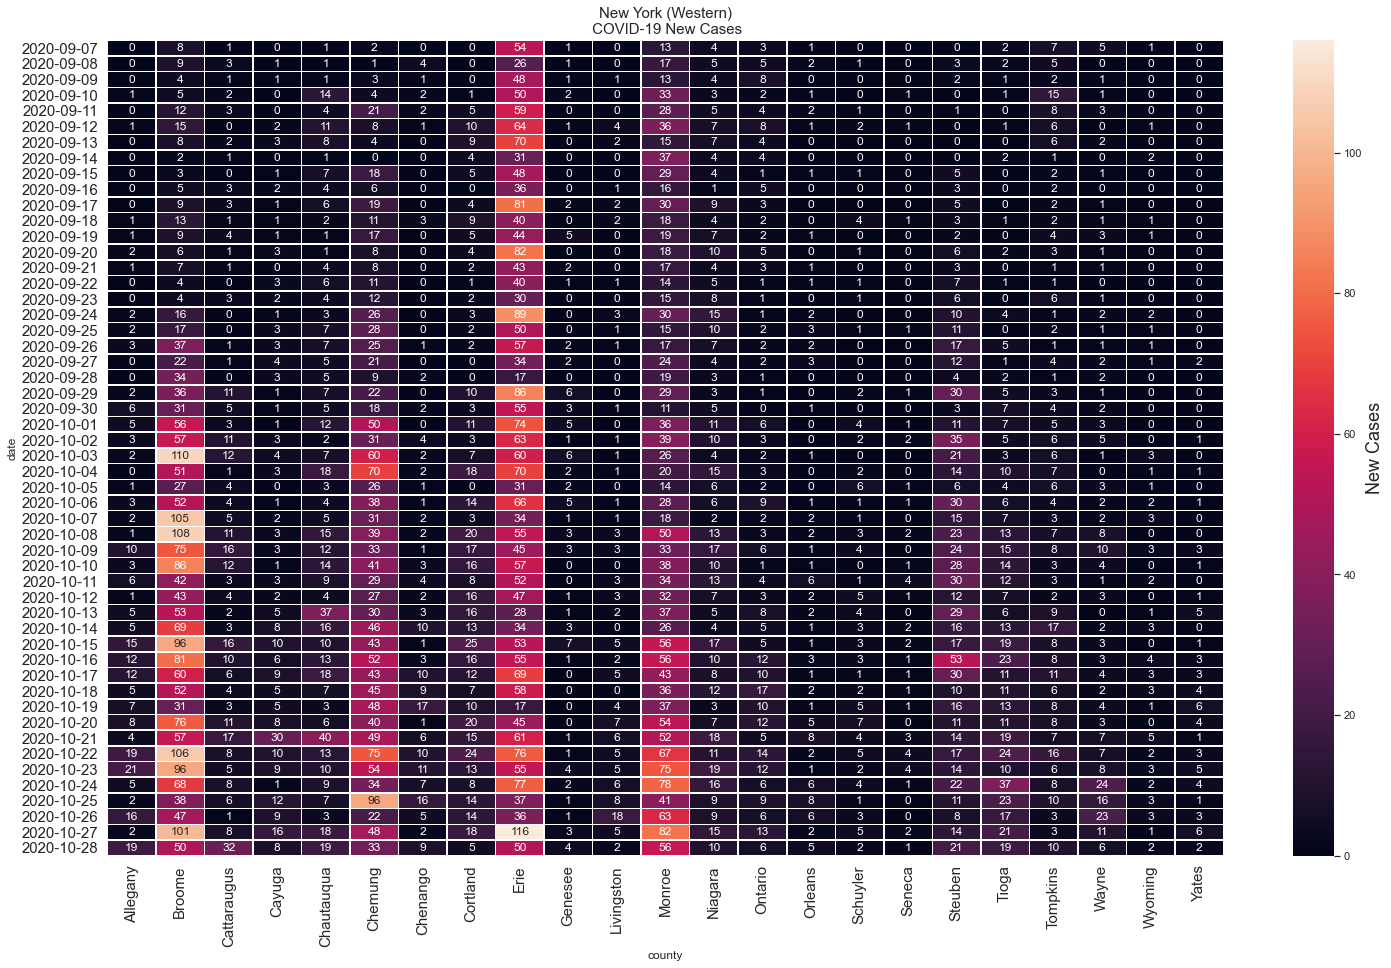 New York (Western)
COVID-19 New Cases
2020-09-07 0 8 1 0 1 2 0 0 54 1 0 13 4 3 1 0 0 0 2 7 5 1 0
2020-09-08 0 9 3 1 1 1 4 0 26 1 0 17 5 5 2 1 0 3 2 5 0 0 0
2020-09-09 0 4 1 1 1 3 1 0 48 1 1 13 4 8 0 0 0 2 1 2 1 0 0
2020-09-10 1 5 2 0 14 4 2 1 50 2 0 33 3 2 1 0 1 0 1 15 1 0 0
2020-09-11 0 12 3 0 4 21 2 5 59 0 0 28 5 4 2 1 0 1 0 8 3 0 0
2020-09-12 1 15 0 2 11 8 1 10 64 1 4 36 7 8 1 2 1 0 1 6 0 1 0
2020-09-13 0 8 2 3 8 4 0 9 70 0 2 15 7 4 0 0 0 0 0 6 2 0 0
2020-09-14 0 2 1 0 1 0 0 4 31 0 0 37 4 4 0 0 0 0 2 1 0 2 0
2020-09-15 0 3 0 1 7 18 0 5 48 0 0 29 4 1 1 1 0 5 0 2 0 0 0
2020-09-16 0 5 3 2 4 6 0 0 36 0 1 16 1 5 0 0 0 3 0 2 0 0 0
2020-09-17 0 9 3 1 6 19 0 4 81 2 2 30 9 3 0 0 0 5 0 2 1 0 0
2020-09-18 1 13 1 1 2 11 3 9 40 0 2 18 4 2 0 4 1 3 1 2 1 1 0
2020-09-19 1 9 4 1 1 17 0 5 44 5 0 19 7 2 1 0 0 2 0 4 3 1 0
2020-09-20 2 6 1 3 1 8 0 4 82 0 0 18 10 5 0 1 0 6 2 3 1 0 0
2020-09-21 1 7 1 0 4 8 0 2 43 2 0 17 4 3 1 0 0 3 0 1 1 0 0
2020-09-22 0 4 0 3 6 11 0 1 40 1 1 14 5 1 1 1 0 7 1 1 0 0 0
2020-09-23 0 4 3 2 4 12 0 2 30 0 0 15 8 1 0 1 0 6 0 6 1 0 0
2020-09-24 2 16 0 1 3 26 0 3 89 0 3 30 15 1 2 0 0 10 4 1 2 2 0
2020-09-25 2 17 0 3 7 28 0 2 50 0 1 15 10 2 3 1 1 11 0 2 1 1 0
2020-09-26 3 37 1 3 7 25 1 2 57 2 1 17 7 2 2 0 0 17 5 1 1 1 0
2020-09-27 0 22 1 4 5 21 0 0 34 2 0 24 4 2 3 0 0 12 1 4 2 1 2
2020-09-28 0 34 0 3 5 9 2 0 17 0 0 19 3 1 0 0 0 4 2 1 2 0 0
2020-09-29 2 36 11 1 7 22 0 10 86 6 0 29 3 1 0 2 1 30 5 3 1 0 0
2020-09-30 6 31 5 1 5 18 2 3 55 3 1 11 5 0 1 0 0 3 7 4 2 0 0
2020-10-01 5 56 3 1 12 50 0 11 74 5 0 36 11 6 0 4 1 11 7 5 3 0 0
2020-10-02 3 57 11 3 2 31 4 3 63 1 1 39 10 3 0 2 2 35 5 6 5 0 1
2020-10-03 2 110 12 4 7 60 2 7 60 6 1 26 4 2 1 0 0 21 3 6 1 3 0
2020-10-04 5 51 1 3 18 70 2 18 70 2 1 20 15 3 0 2 0 14 10 7 0 1 1
2020-10-05 1 27 4 0 3 26 1 0 31 2 0 14 6 2 0 6 1 6 4 6 3 1 0
2020-10-06 3 52 4 1 4 38 1 14 66 5 1 28 6 9 1 1 1 30 6 4 2 2 1
2020-10-07 2 105 5 2 5 31 2 3 34 1 1 18 2 2 2 1 0 15 7 3 2 3 0
2020-10-08 1 108 11 3 15 39 2 20 55 3 3 50 13 3 2 3 2 23 13 7 8 0 0
2020-10-09 10 75 16 3 12 33 1 17 45 3 3 33 17 6 1 4 0 24 15 8 10 3 3
2020-10-10 3 86 12 1 14 41 3 16 57 0 0 38 10 1 1 0 1 28 14 3 4 0 1
2020-10-11 6 42 3 3 9 29 4 8 52 0 3 34 13 4 6 1 4 30 12 3 1 2 0
2020-10-12 1 43 4 2 4 27 2 16 47 1 3 32 7 3 2 5 1 12 7 2 3 0 1
2020-10-13 5 53 2 5 37 30 3 16 28 1 2 37 5 8 2 4 0 29 6 9 0 1 5
2020-10-14 5 69 3 8 16 46 10 13 34 3 0 26 4 5 1 3 2 16 13 17 2 3 0
2020-10-15 15 96 16 10 10 43 1 25 53 7 5 56 17 5 1 3 2 17 19 8 3 0 1
2020-10-16 12 81 10 6 13 52 3 16 55 1 2 56 10 12 3 3 1 53 23 8 3 4 3
2020-10-17 12 60 6 9 18 43 10 12 69 0 5 43 8 10 1 1 1 30 11 11 4 3 3
2020-10-18 5 52 4 5 7 45 9 7 58 0 0 36 12 17 2 2 1 10 11 6 2 3 4
2020-10-19 7 31 3 5 3 48 17 10 17 0 4 37 3 10 1 5 1 16 13 8 4 1 6
2020-10-20 8 76 11 8 6 40 1 20 45 0 7 54 7 12 5 7 0 11 11 8 3 0 4
2020-10-21 4 57 17 30 40 49 6 15 61 1 6 52 18 5 8 4 3 14 19 7 7 5 1
2020-10-22 19 106 8 10 13 75 10 24 76 1 5 67 11 14 2 5 4 17 24 16 7 2 3
2020-10-23 21 96 5 9 10 54 11 13 55 4 5 75 19 12 1 2 4 14 10 6 8 3 5
2020-10-24 5 68 8 1 9 34 7 8 77 2 6 78 16 6 6 4 1 22 37 8 24 2 4
2020-10-25 2 38 6 12 7 96 16 14 37 1 8 41 9 9 2 1 0 11 23 10 16 3 1
2020-10-26 16 47 1 9 3 22 5 14 36 1 18 63 9 6 6 3 0 8 17 3 23 3 3
2020-10-27 2 101 8 16 18 48 2 18 116 3 5 82 15 13 2 5 2 14 21 3 11 1 6
2020-10-28 19 50 32 8 19 33 9 5 50 4 2 56 10 6 5 2 1 21 19 10 6 2 2
date
Allegany Broome Cattaraugus Cayuga Chautauqua Chemung Chenango Cortland Erie Genesee Livingston Monroe Niagara Ontario Orleans Schuyler Seneca Steuben Tioga Tompkins Wayne Wyoming Yates
county
100
80
60
40
20
0
New Cases